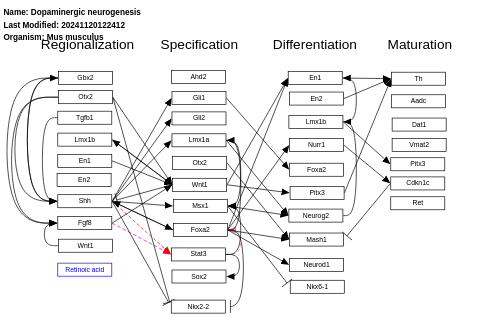 Name: Dopaminergic neurogenesis
Last Modified: 20241120122412
Organism: Mus musculus
Regionalization
Specification
Differentiation
Maturation
Gbx2
Otx2
Tgfb1
Lmx1b
En1
En2
Shh
Fgf8
Wnt1
Retinoic acid
Ahd2
Gli1
Gli2
Lmx1a
Otx2
Wnt1
Msx1
Foxa2
Stat3
Sox2
Nkx2-2
En1
En2
Lmx1b
Nurr1
Foxa2
Pitx3
Neurog2
Mash1
Neurod1
Nkx6-1
Th
Aadc
Dat1
Vmat2
Pitx3
Cdkn1c
Ret